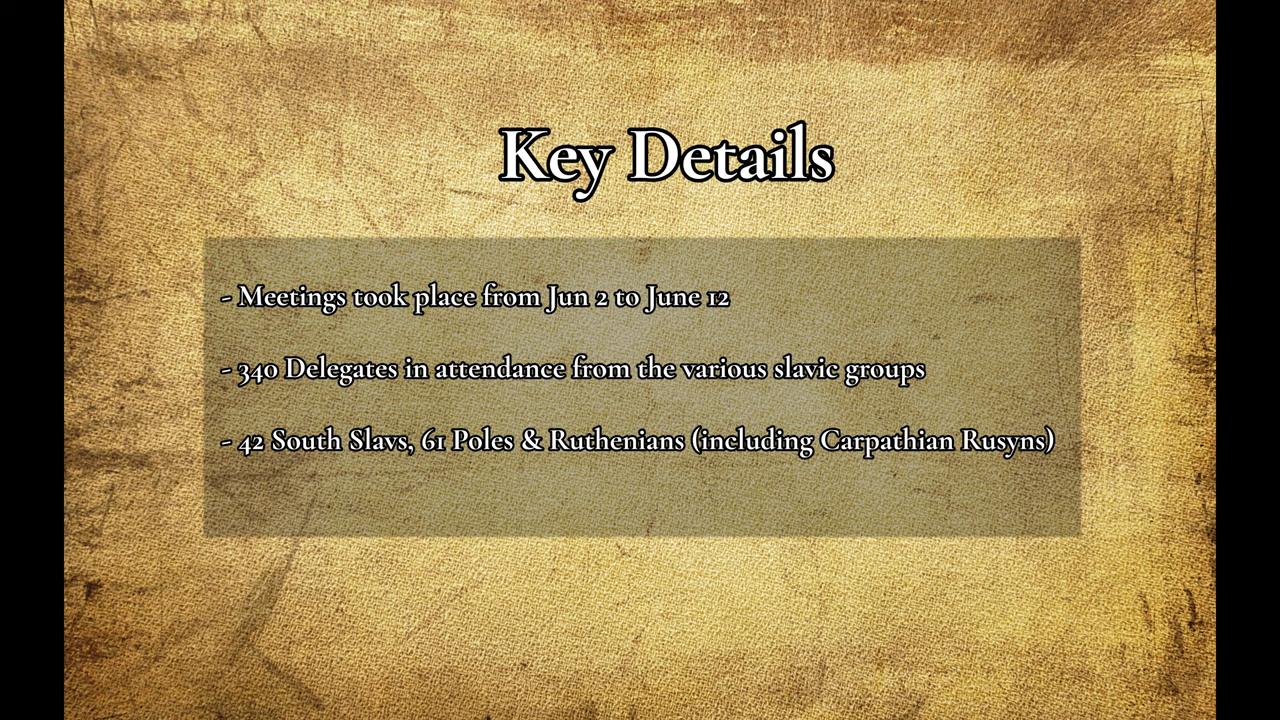 Key Details
- Meetings took place from Jun 2 to June 12
- 340 Delegates in attendance from the various slavic groups
- 42 South Slavs, 61 Poles & Ruthenians (including Carpathian Rusyns)